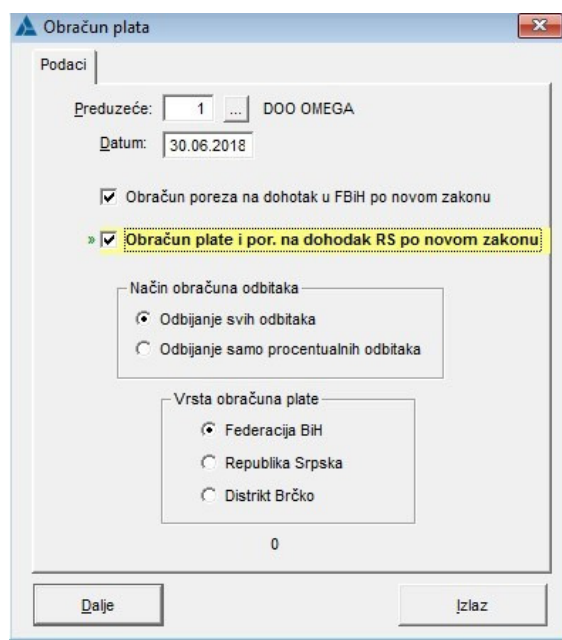 Obračun plata
Podaci
Preduzeće: 1 ... DOO OMEGA
Datum: 30.06.2018
Obračun poreza na dohotak u FBiH po novom zakonu
» Obračun plate i por. na dohodak RS po novom zakonu
Način obračuna odbitaka
Odbijanje svih odbitaka
Odbijanje samo procentualnih odbitaka
Vrsta obračuna plate
Federacija BiH
Republika Srpska
Distrikt Brčko
0
Dalje Izlaz